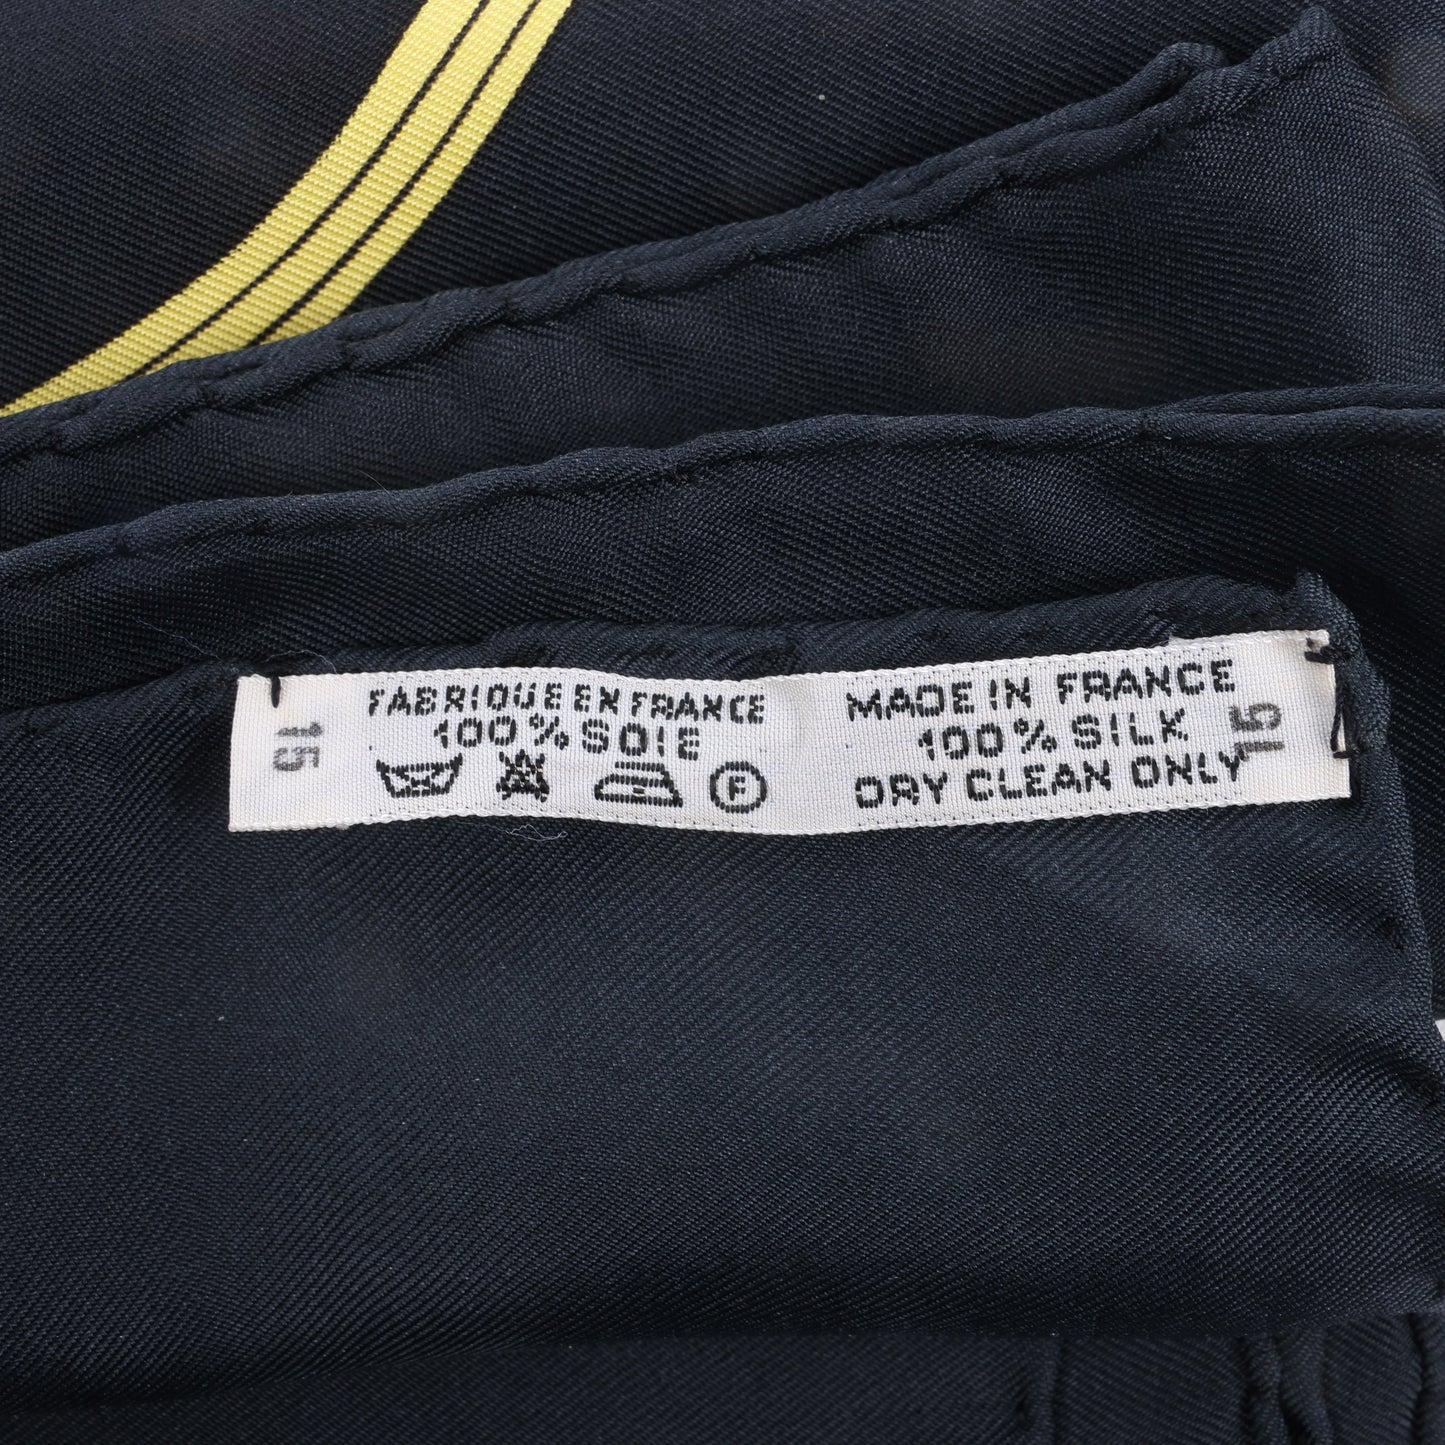 15
FABRIQUE EN FRANCE
100% SOIE
F
MADE IN FRANCE
100% SILK
DRY CLEAN ONLY
15